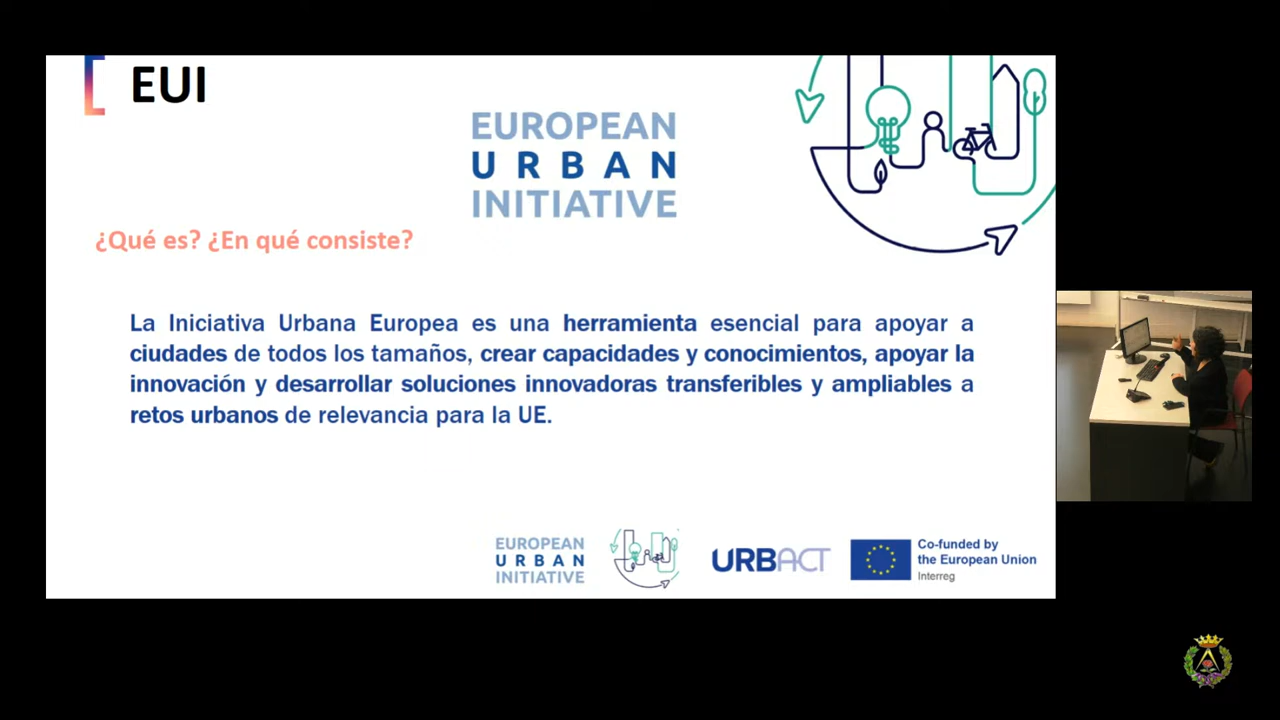 EUI
EUROPEAN
URBAN
INITIATIVE
¿Qué es? ¿En qué consiste?
La Iniciativa Urbana Europea es una herramienta esencial para apoyar a
ciudades de todos los tamaños, crear capacidades y conocimientos, apoyar la
innovación y desarrollar soluciones innovadoras transferibles y ampliables a
retos urbanos de relevancia para la UE.
EUROPEAN
URBAN
INITIATIVE
URBACT
Co-funded by
the European Union
Interreg